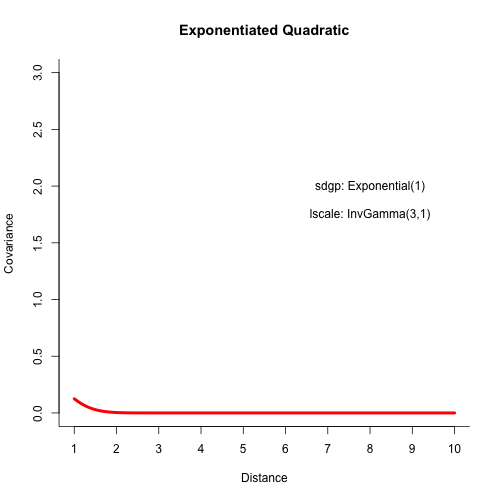 Exponentiated Quadratic
3.0
2.5
2.0
1.5
1.0
0.5
0.0
Covariance
sdgp: Exponential(1)
lscale: InvGamma(3,1)
1 2 3 4 5 6 7 8 9 10
Distance